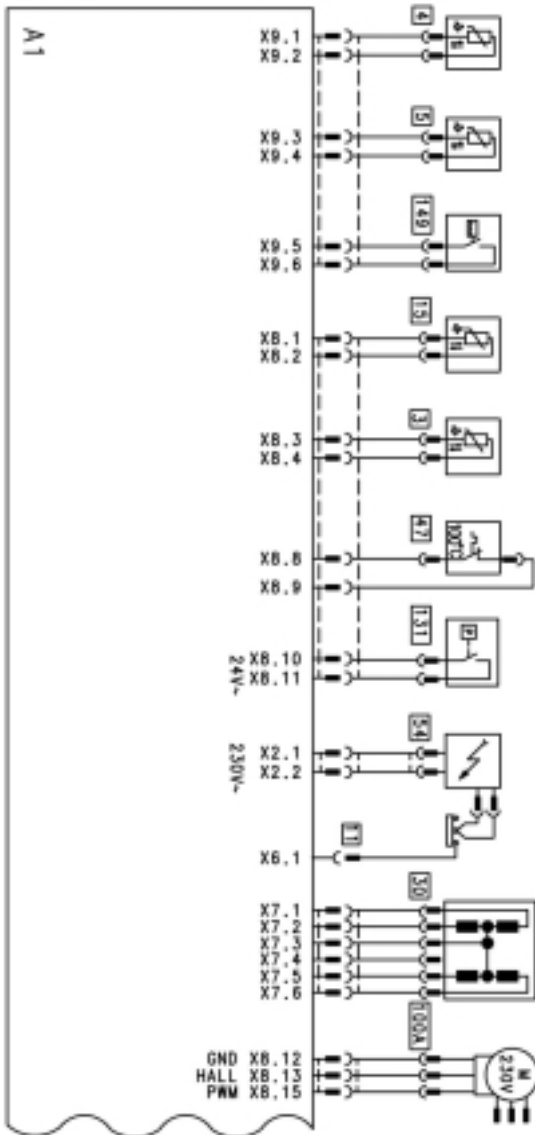 A1
X9.1
X9.2
4
X9.3
X9.4
5
X9.5
X9.6
149
X8.1
X8.2
15
X8.3
X8.4
3
X8.8
X8.9
47
100°C
X8.10
X8.11
24V~
131
P
X2.1
X2.2
230V~
54
X6.1
11
X7.1
X7.2
X7.3
X7.4
X7.5
X7.6
30
GND X8.12
HALL X8.13
PWM X8.15
100A
M
230V